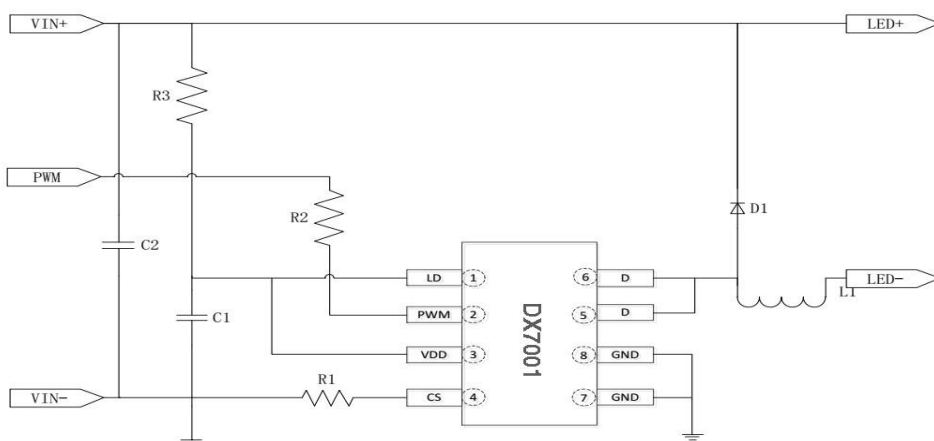 VIN+
LED+
R3
PWM
R2
D1
C2
LD 1
6 D
LED-
L1
PWM 2
5 D
C1
DX7001
VDD 3
8 GND
R1
VIN-
CS 4
7 GND